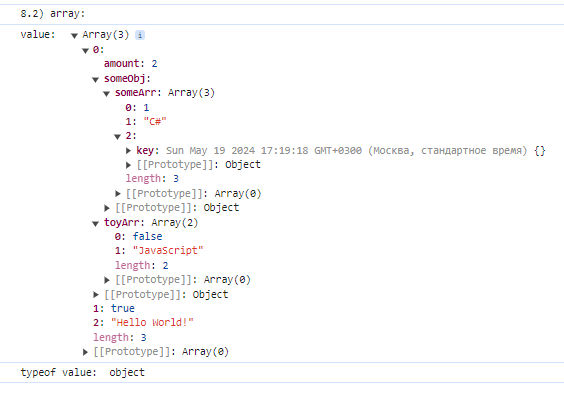 8.2) array:
value: ▼ Array(3) i
▼ 0:
amount: 2
▼ someObj:
▼ someArr: Array(3)
0: 1
1: "C#"
▼ 2:
▶ key: Sun May 19 2024 17:19:18 GMT+0300 (Москва, стандартное время) {}
▶ [[Prototype]]: Object
length: 3
▶ [[Prototype]]: Array(0)
▶ [[Prototype]]: Object
▼ toyArr: Array(2)
0: false
1: "JavaScript"
length: 2
▶ [[Prototype]]: Array(0)
▶ [[Prototype]]: Object
1: true
2: "Hello World!"
length: 3
▶ [[Prototype]]: Array(0)
typeof value: object